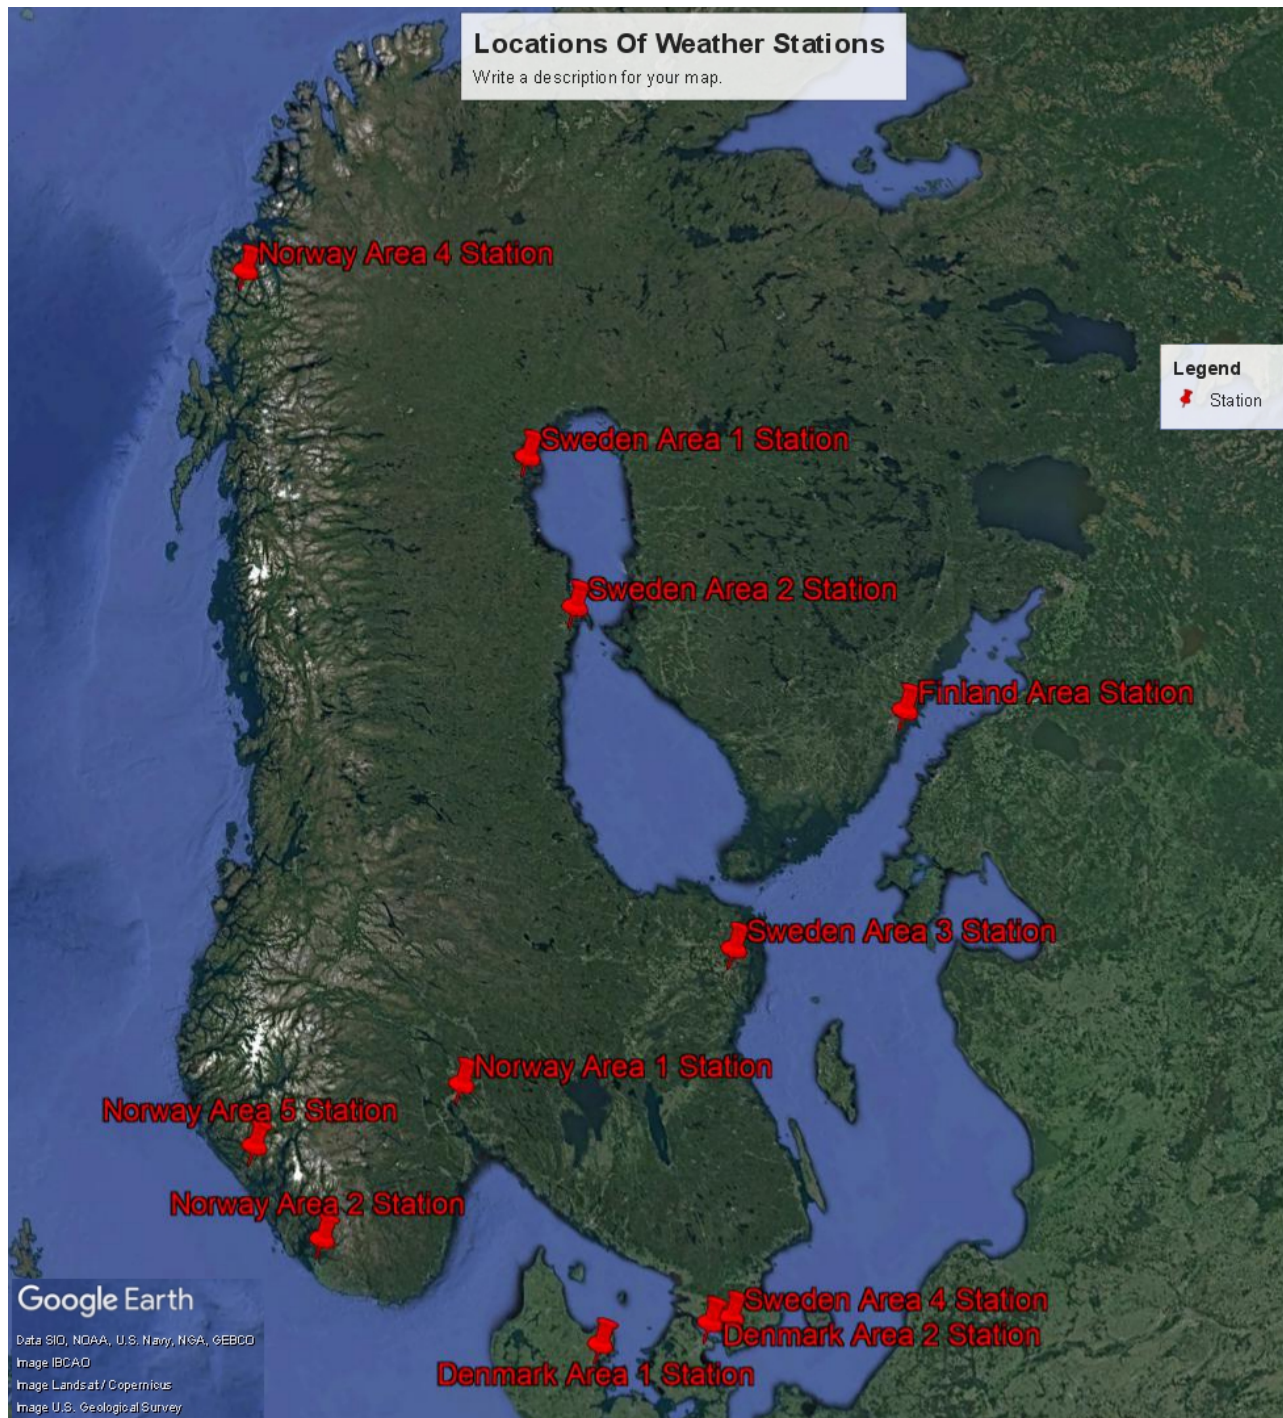 Locations Of Weather Stations
Write a description for your map.
Norway Area 4 Station
Legend
Station
Sweden Area 1 Station
Sweden Area 2 Station
Finland Area Station
Sweden Area 3 Station
Norway Area 1 Station
Norway Area 5 Station
Norway Area 2 Station
Sweden Area 4 Station
Denmark Area 2 Station
Denmark Area 1 Station
Google Earth
Data SIO, NOAA, U.S. Navy, NGA, GEBCO
Image IBCAO
Image Landsat / Copernicus
Image U.S. Geological Survey